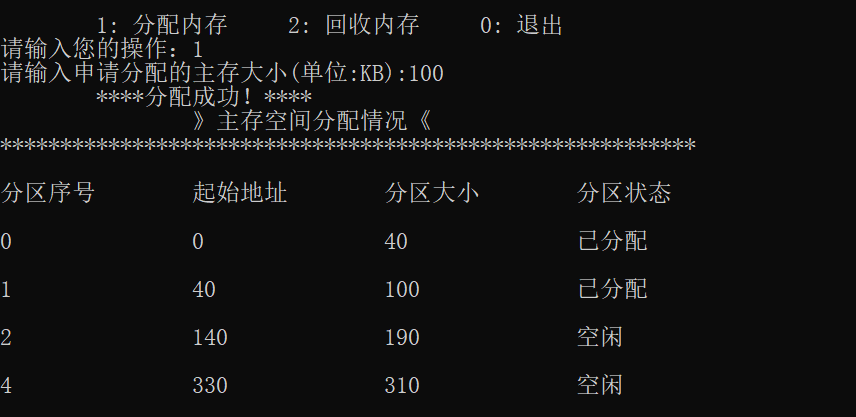 1: 分配内存 2: 回收内存 0: 退出
请输入您的操作：1
请输入申请分配的主存大小(单位:KB):100
****分配成功！****
》主存空间分配情况《
**********************************************************
分区序号 起始地址 分区大小 分区状态
0 0 40 已分配
1 40 100 已分配
2 140 190 空闲
4 330 310 空闲